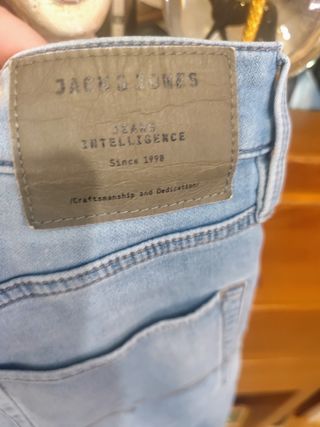 JACK & JONES
JEANS
INTELLIGENCE
Since 1990
/Craftsmanship and Dedication/